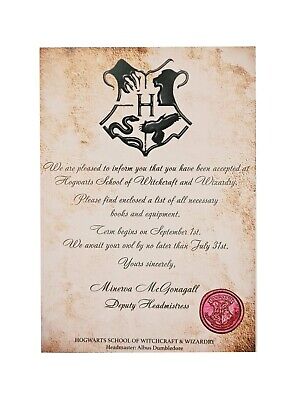 H
We are pleased to inform you that you have been accepted at
Hogwarts School of Witchcraft and Wizardry.
Please find enclosed a list of all necessary
books and equipment.
Term begins on September 1st.
We await your owl by no later than July 31st.
Yours sincerely,
Minerva McGonagall
Deputy Headmistress
HOGWARTS SCHOOL OF WITCHCRAFT & WIZARDRY
Headmaster: Albus Dumbledore